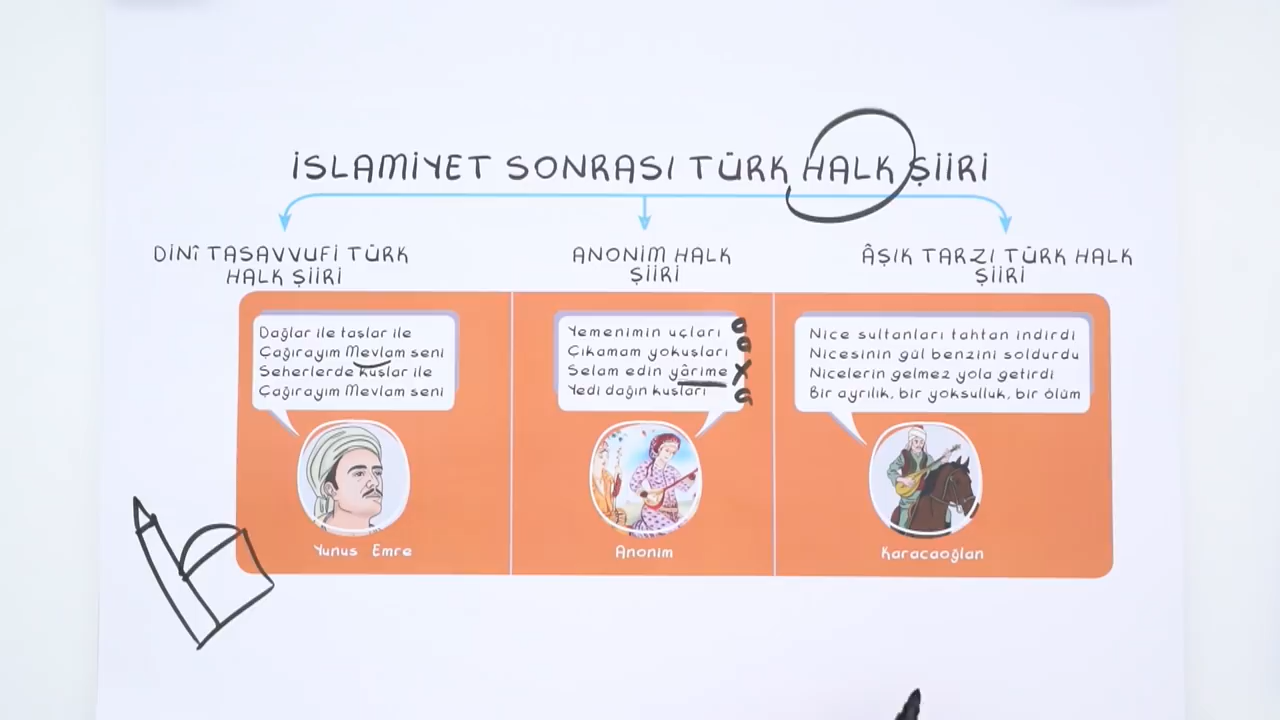 İSLAMİYET SONRASI TÜRK HALK ŞİİRİ
DİNÎ TASAVVUFİ TÜRK
HALK ŞİİRİ
Dağlar ile taşlar ile
Çağırayım Mevlam seni
Seherlerde kuşlar ile
Çağırayım Mevlam seni
Yunus Emre
ANONİM HALK
ŞİİRİ
Yemenimin uçları a
Çıkamam yokuşları a
Selam edin yârime x
Yedi dağın kuşları a
Anonim
ÂŞIK TARZI TÜRK HALK
ŞİİRİ
Nice sultanları tahtan indirdi
Nicesinin gül benzini soldurdu
Nicelerin gelmez yola getirdi
Bir ayrılık, bir yoksulluk, bir ölüm
Karacaoğlan